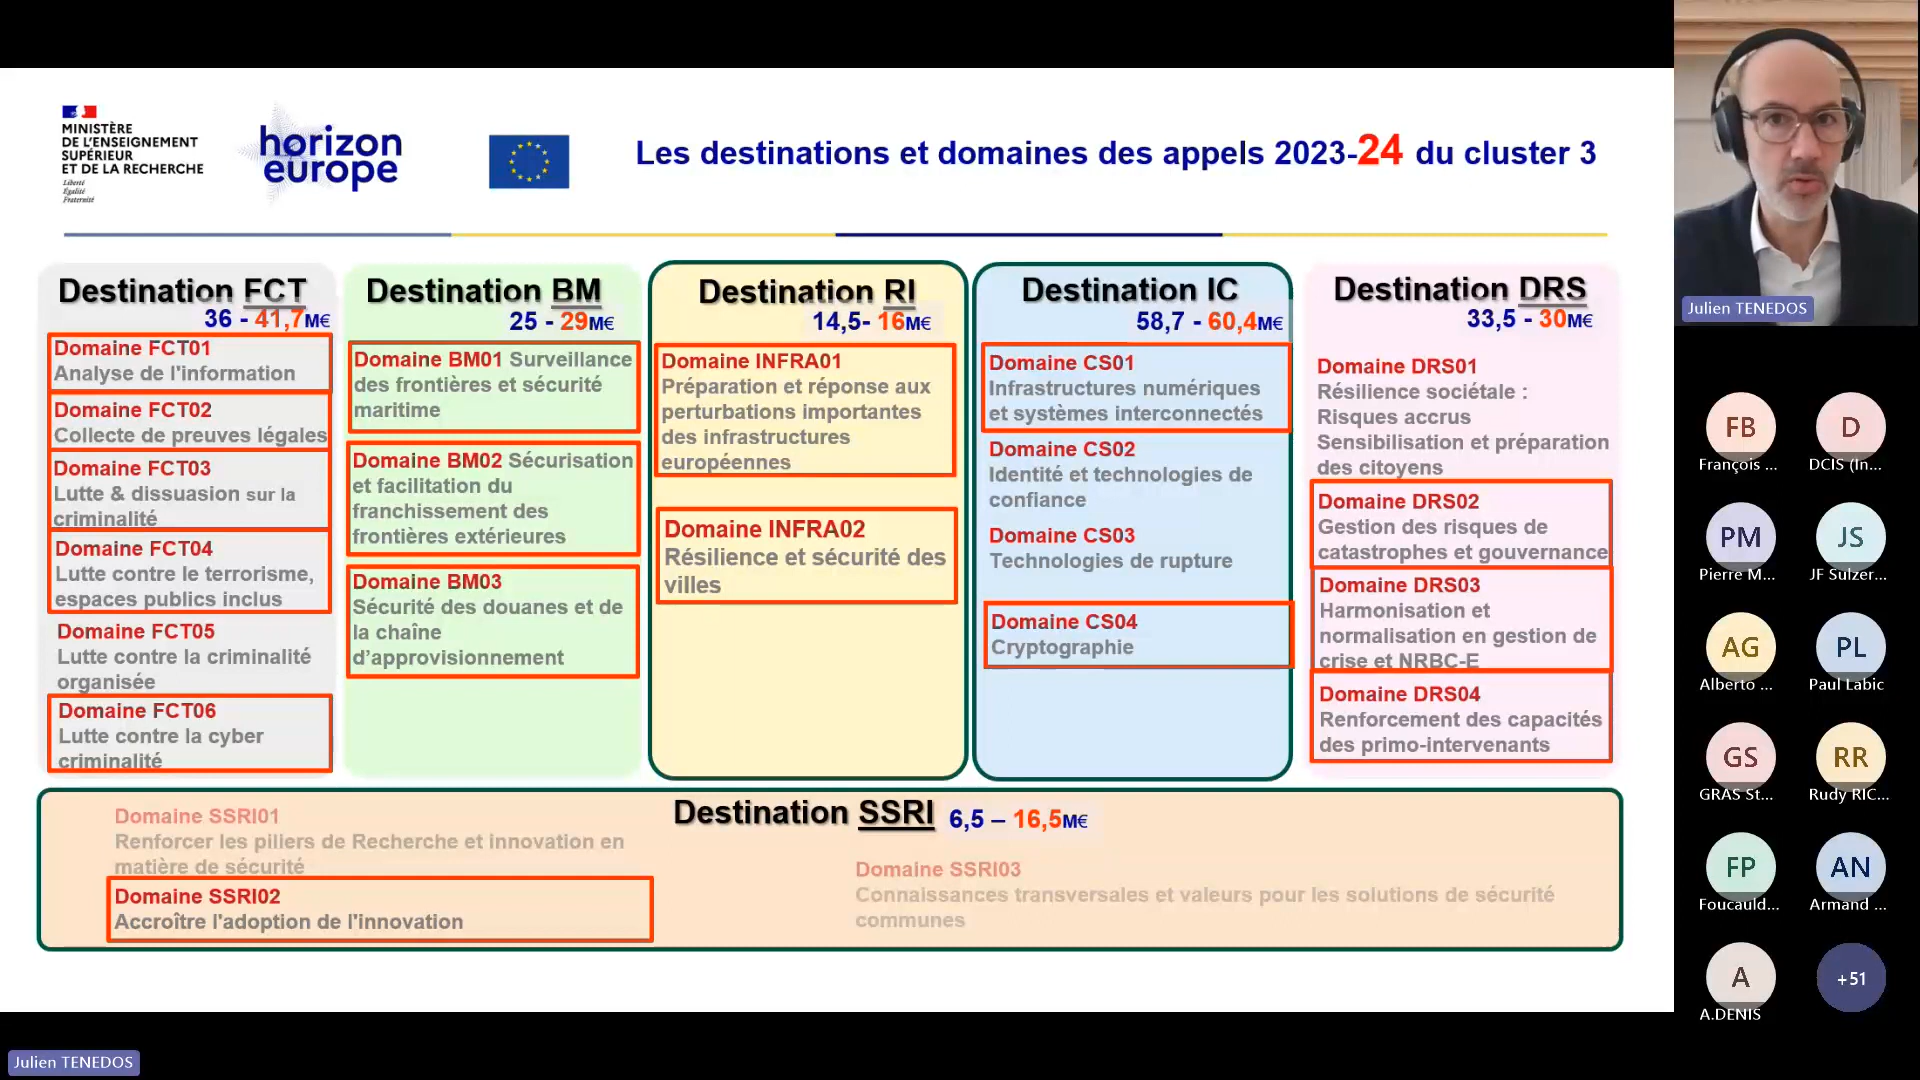 MINISTÈRE
DE L'ENSEIGNEMENT
SUPÉRIEUR
ET DE LA RECHERCHE
Liberté
Égalité
Fraternité
horizon
europe
Les destinations et domaines des appels 2023-24 du cluster 3
Destination FCT
36 - 41,7M€
Domaine FCT01
Analyse de l'information
Domaine FCT02
Collecte de preuves légales
Domaine FCT03
Lutte & dissuasion sur la
criminalité
Domaine FCT04
Lutte contre le terrorisme,
espaces publics inclus
Domaine FCT05
Lutte contre la criminalité
organisée
Domaine FCT06
Lutte contre la cyber
criminalité
Destination BM
25 - 29M€
Domaine BM01 Surveillance
des frontières et sécurité
maritime
Domaine BM02 Sécurisation
et facilitation du
franchissement des
frontières extérieures
Domaine BM03
Sécurité des douanes et de
la chaîne
d’approvisionnement
Destination RI
14,5- 16M€
Domaine INFRA01
Préparation et réponse aux
perturbations importantes
des infrastructures
européennes
Domaine INFRA02
Résilience et sécurité des
villes
Destination IC
58,7 - 60,4M€
Domaine CS01
Infrastructures numériques
et systèmes interconnectés
Domaine CS02
Identité et technologies de
confiance
Domaine CS03
Technologies de rupture
Domaine CS04
Cryptographie
Destination DRS
33,5 - 30M€
Domaine DRS01
Résilience sociétale :
Risques accrus
Sensibilisation et préparation
des citoyens
Domaine DRS02
Gestion des risques de
catastrophes et gouvernance
Domaine DRS03
Harmonisation et
normalisation en gestion de
crise et NRBC-E
Domaine DRS04
Renforcement des capacités
des primo-intervenants
Destination SSRI 6,5 – 16,5M€
Domaine SSRI01
Renforcer les piliers de Recherche et innovation en
matière de sécurité
Domaine SSRI02
Accroître l'adoption de l'innovation
Domaine SSRI03
Connaissances transversales et valeurs pour les solutions de sécurité
communes
Julien TENEDOS
FB
François ...
D
DCIS (In...
PM
Pierre M...
JS
JF Sulzer...
AG
Alberto ...
PL
Paul Labic
GS
GRAS St...
RR
Rudy RIC...
FP
Foucauld...
AN
Armand ...
A
A.DENIS
+51
Julien TENEDOS